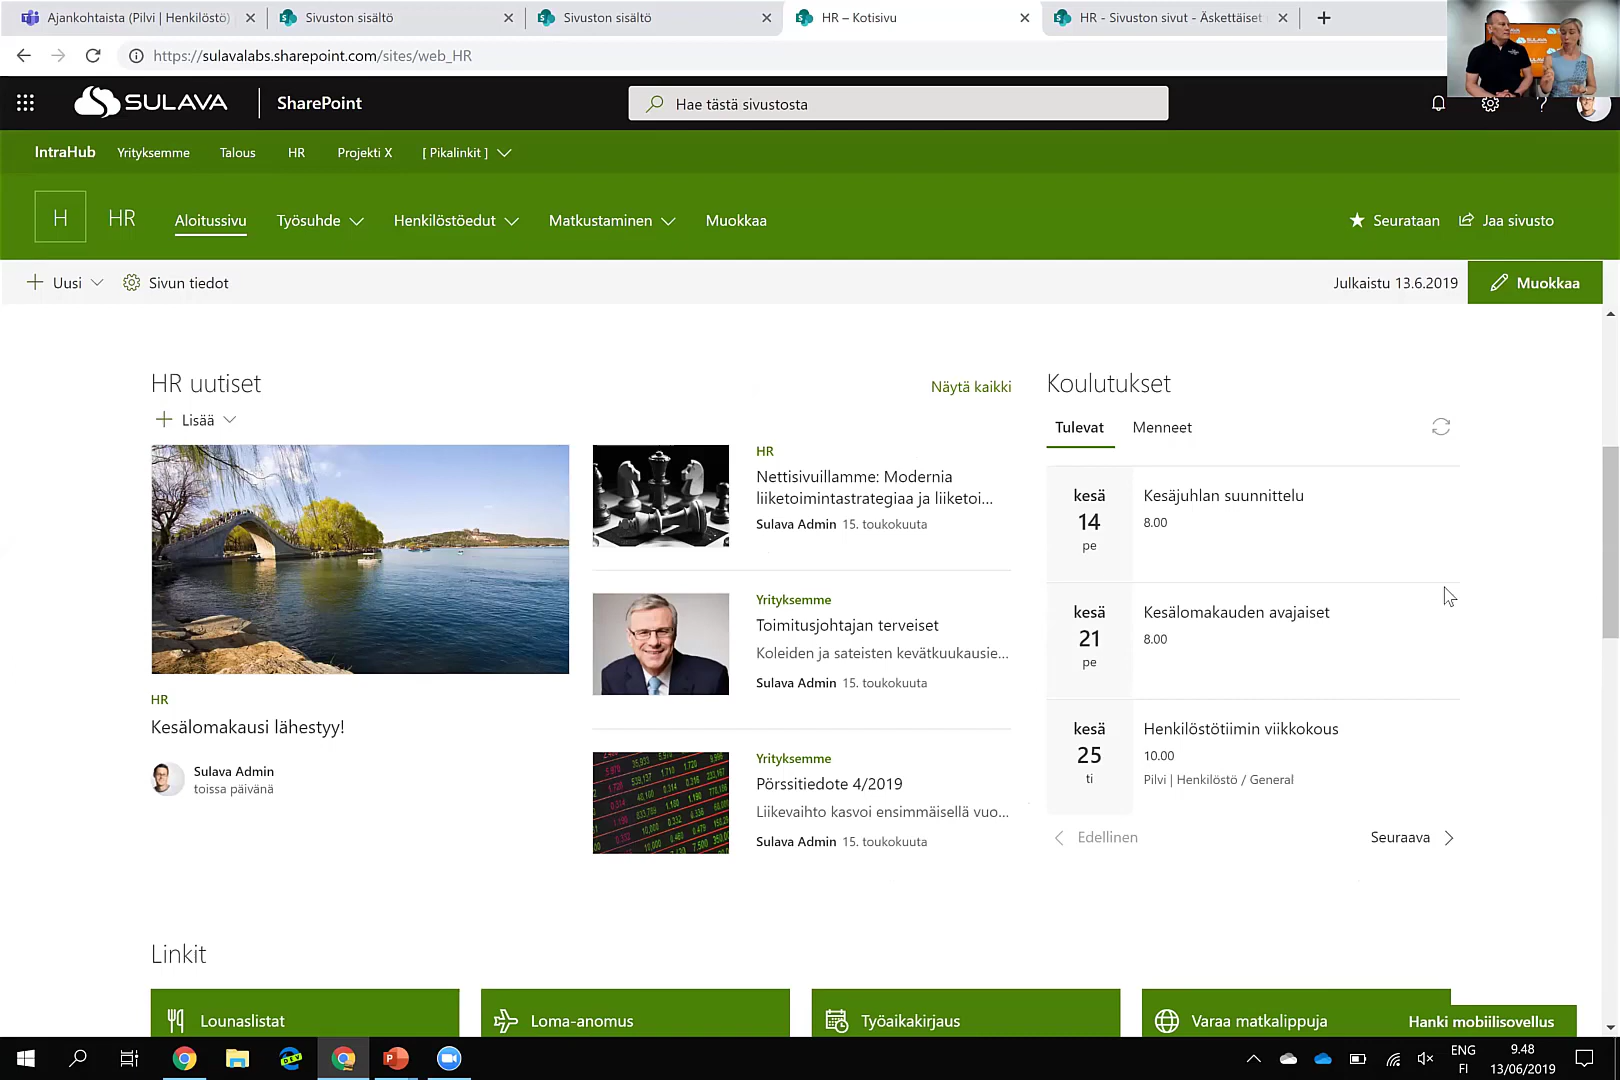 Ajankohtaista (Pilvi | Henkilöstö)
Sivuston sisältö
Sivuston sisältö
HR – Kotisivu
HR - Sivuston sivut - Äskettäiset
https://sulavalabs.sharepoint.com/sites/web_HR
SULAVA
SharePoint
Hae tästä sivustosta
IntraHub
Yrityksemme
Talous
HR
Projekti X
[ Pikalinkit ]
H
HR
Aloitussivu
Työsuhde
Henkilöstöedut
Matkustaminen
Muokkaa
Seurataan
Jaa sivusto
Uusi
Sivun tiedot
Julkaistu 13.6.2019
Muokkaa
HR uutiset
Näytä kaikki
Lisää
HR
Kesälomakausi lähestyy!
Sulava Admin
toissa päivänä
HR
Nettisivuillamme: Modernia
liiketoimintastrategiaa ja liiketoi...
Sulava Admin 15. toukokuuta
Yrityksemme
Toimitusjohtajan terveiset
Koleiden ja sateisten kevätkuukausie...
Sulava Admin 15. toukokuuta
Yrityksemme
Pörssitiedote 4/2019
Liikevaihto kasvoi ensimmäisellä vuo...
Sulava Admin 15. toukokuuta
Koulutukset
Tulevat
Menneet
kesä
14
pe
Kesäjuhlan suunnittelu
8.00
kesä
21
pe
Kesälomakauden avajaiset
8.00
kesä
25
ti
Henkilöstötiimin viikkokous
10.00
Pilvi | Henkilöstö / General
Edellinen
Seuraava
Linkit
Lounaslistat
Loma-anomus
Työaikakirjaus
Varaa matkalippuja
Hanki mobiilisovellus
ENG
FI
9.48
13/06/2019